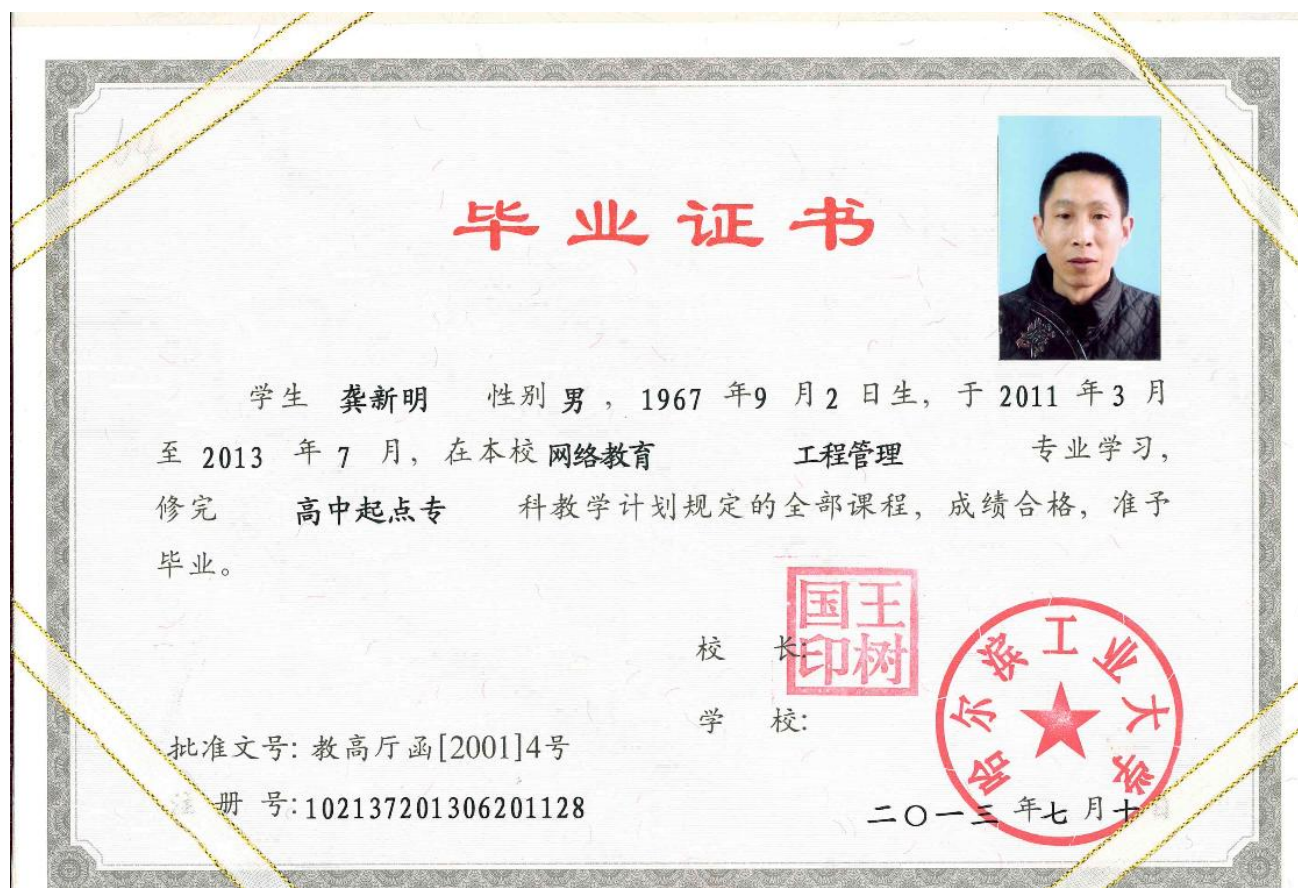 毕业证书
学生 龚新明 性别 男 , 1967 年 9 月 2 日生, 于 2011 年 3 月
至 2013 年 7 月, 在本校 网络教育 工程管理 专业学习,
修完 高中起点专 科教学计划规定的全部课程, 成绩合格, 准予
毕业。
国王
印树
校 长:
学 校:
哈尔滨工业大学
批准文号: 教高厅函[2001]4号
注 册 号: 102137201306201128
二〇一三 年七 月十日